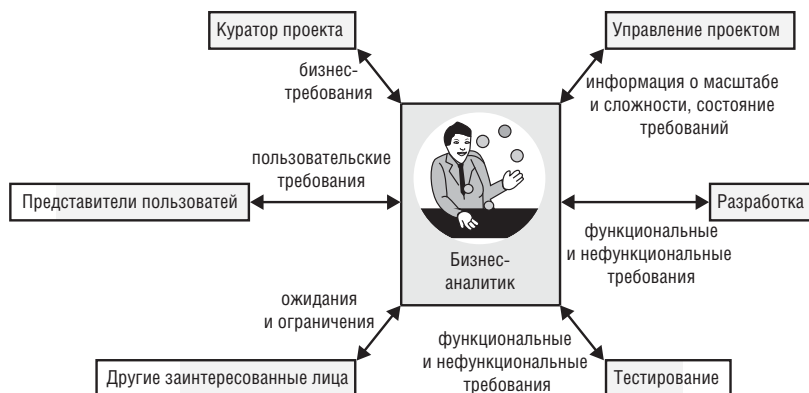 Куратор проекта
Управление проектом
бизнес-
требования
информация о масштабе
и сложности, состояние
требований
пользовательские
требования
Представители пользоватей
Разработка
Бизнес-
аналитик
функциональные
и нефункциональные
требования
ожидания
и ограничения
функциональные
и нефункциональные
требования
Другие заинтересованные лица
Тестирование